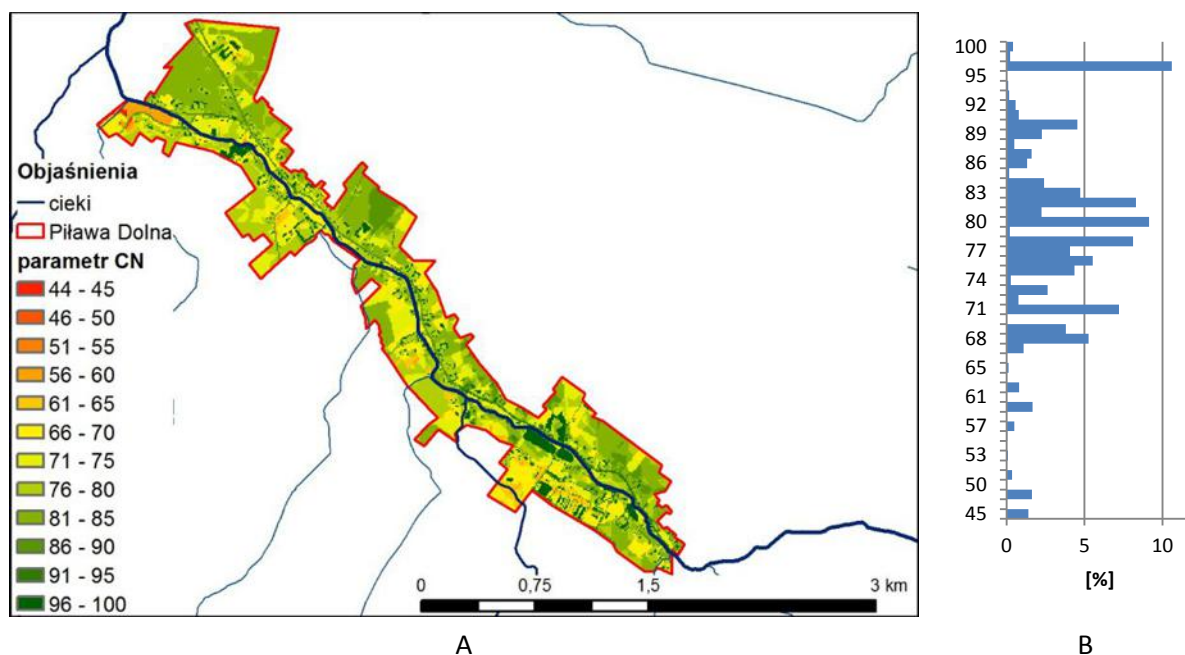 Objaśnienia
cieki
Piława Dolna
parametr CN
44 - 45
46 - 50
51 - 55
56 - 60
61 - 65
66 - 70
71 - 75
76 - 80
81 - 85
86 - 90
91 - 95
96 - 100
0 0,75 1,5 3 km
A
100
95
92
89
86
83
80
77
74
71
68
65
61
57
53
50
45
0 5 10
[%]
B